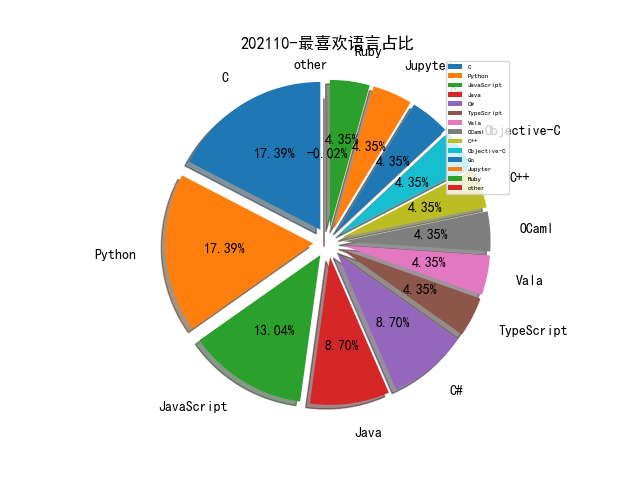 202110-最喜欢语言占比
Ruby
other
Jupyte
C
C
Python
JavaScript
Java
C#
TypeScript
Vala
OCaml
C++
Objective-C
Go
Jupyter
Ruby
other
Objective-C
17.39%
-0.02%
4.35%
4.35%
4.35%
4.35%
C++
4.35%
OCaml
4.35%
Python
17.39%
4.35%
Vala
4.35%
TypeScript
13.04%
8.70%
8.70%
C#
JavaScript
Java